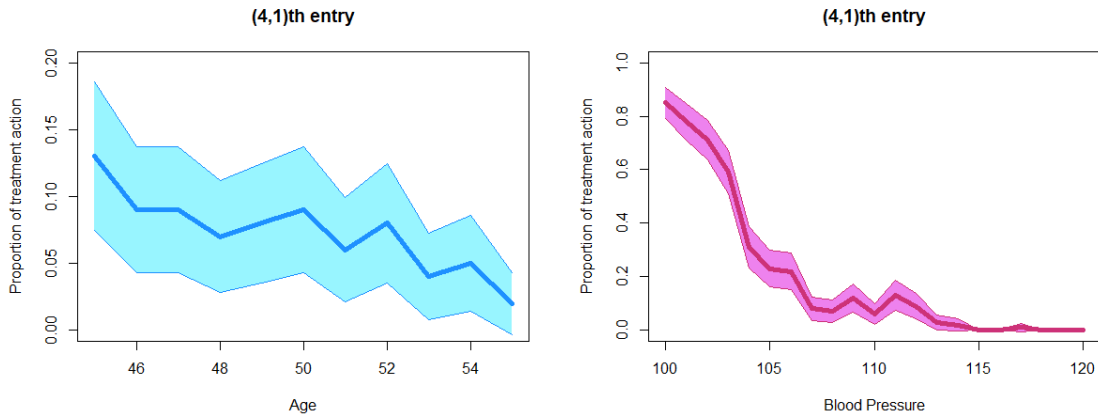 (4,1)th entry
Proportion of treatment action
0.00 0.05 0.10 0.15 0.20
46 48 50 52 54
Age
(4,1)th entry
Proportion of treatment action
0.0 0.2 0.4 0.6 0.8 1.0
100 105 110 115 120
Blood Pressure